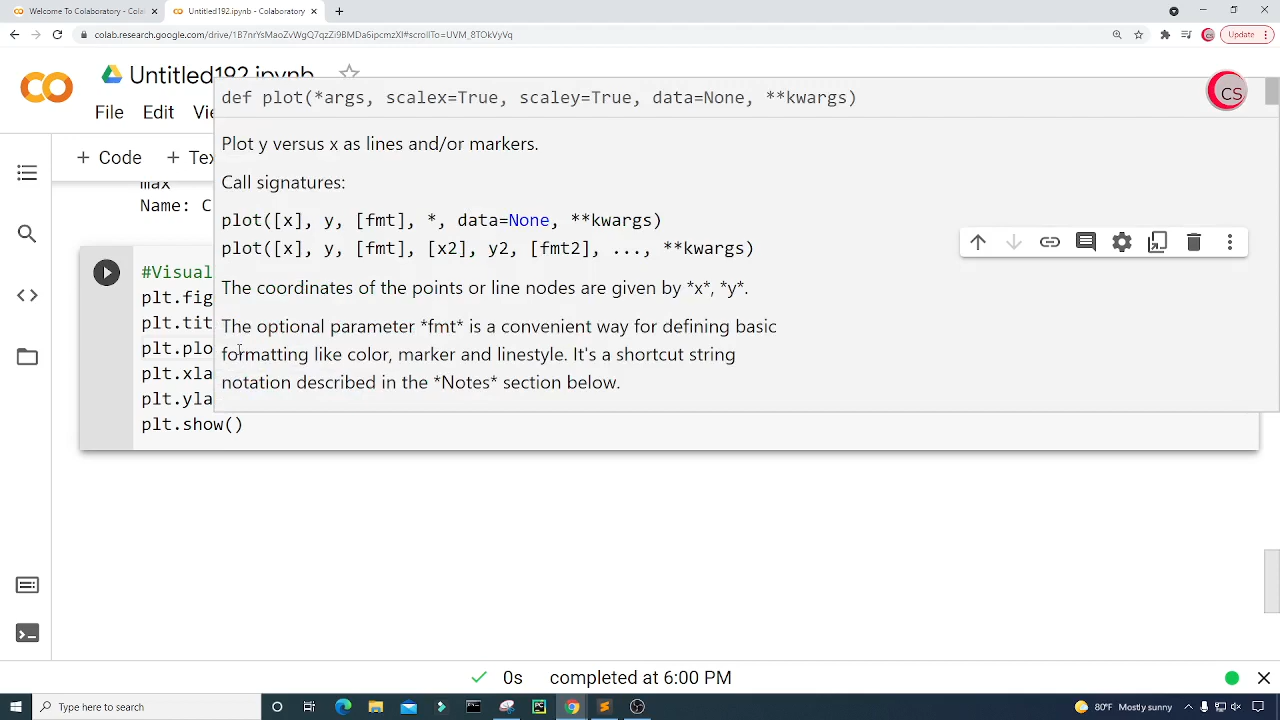 Welcome To Colaboratory - Colal
Untitled192.ipynb - Colaboratory
colab.research.google.com/drive/1B7nrYsMaoZvWgQ7qzZi9BMDa6ipcmzXI#scrollTo=UVM_8TOkVyVq
Update
Untitled192.ipynb
File Edit Vi
def plot(*args, scalex=True, scaley=True, data=None, **kwargs)
CS
+ Code + Tex
Plot y versus x as lines and/or markers.
Call signatures:
max
Name: C
plot([x], y, [fmt], *, data=None, **kwargs)
plot([x], y, [fmt], [x2], y2, [fmt2], ..., **kwargs)
The coordinates of the points or line nodes are given by *x*, *y*.
The optional parameter *fmt* is a convenient way for defining basic
formatting like color, marker and linestyle. It's a shortcut string
notation described in the *Notes* section below.
#Visual
plt.fig
plt.tit
plt.plo
plt.xla
plt.yla
plt.show()
0s completed at 6:00 PM
Type here to search
80°F Mostly sunny